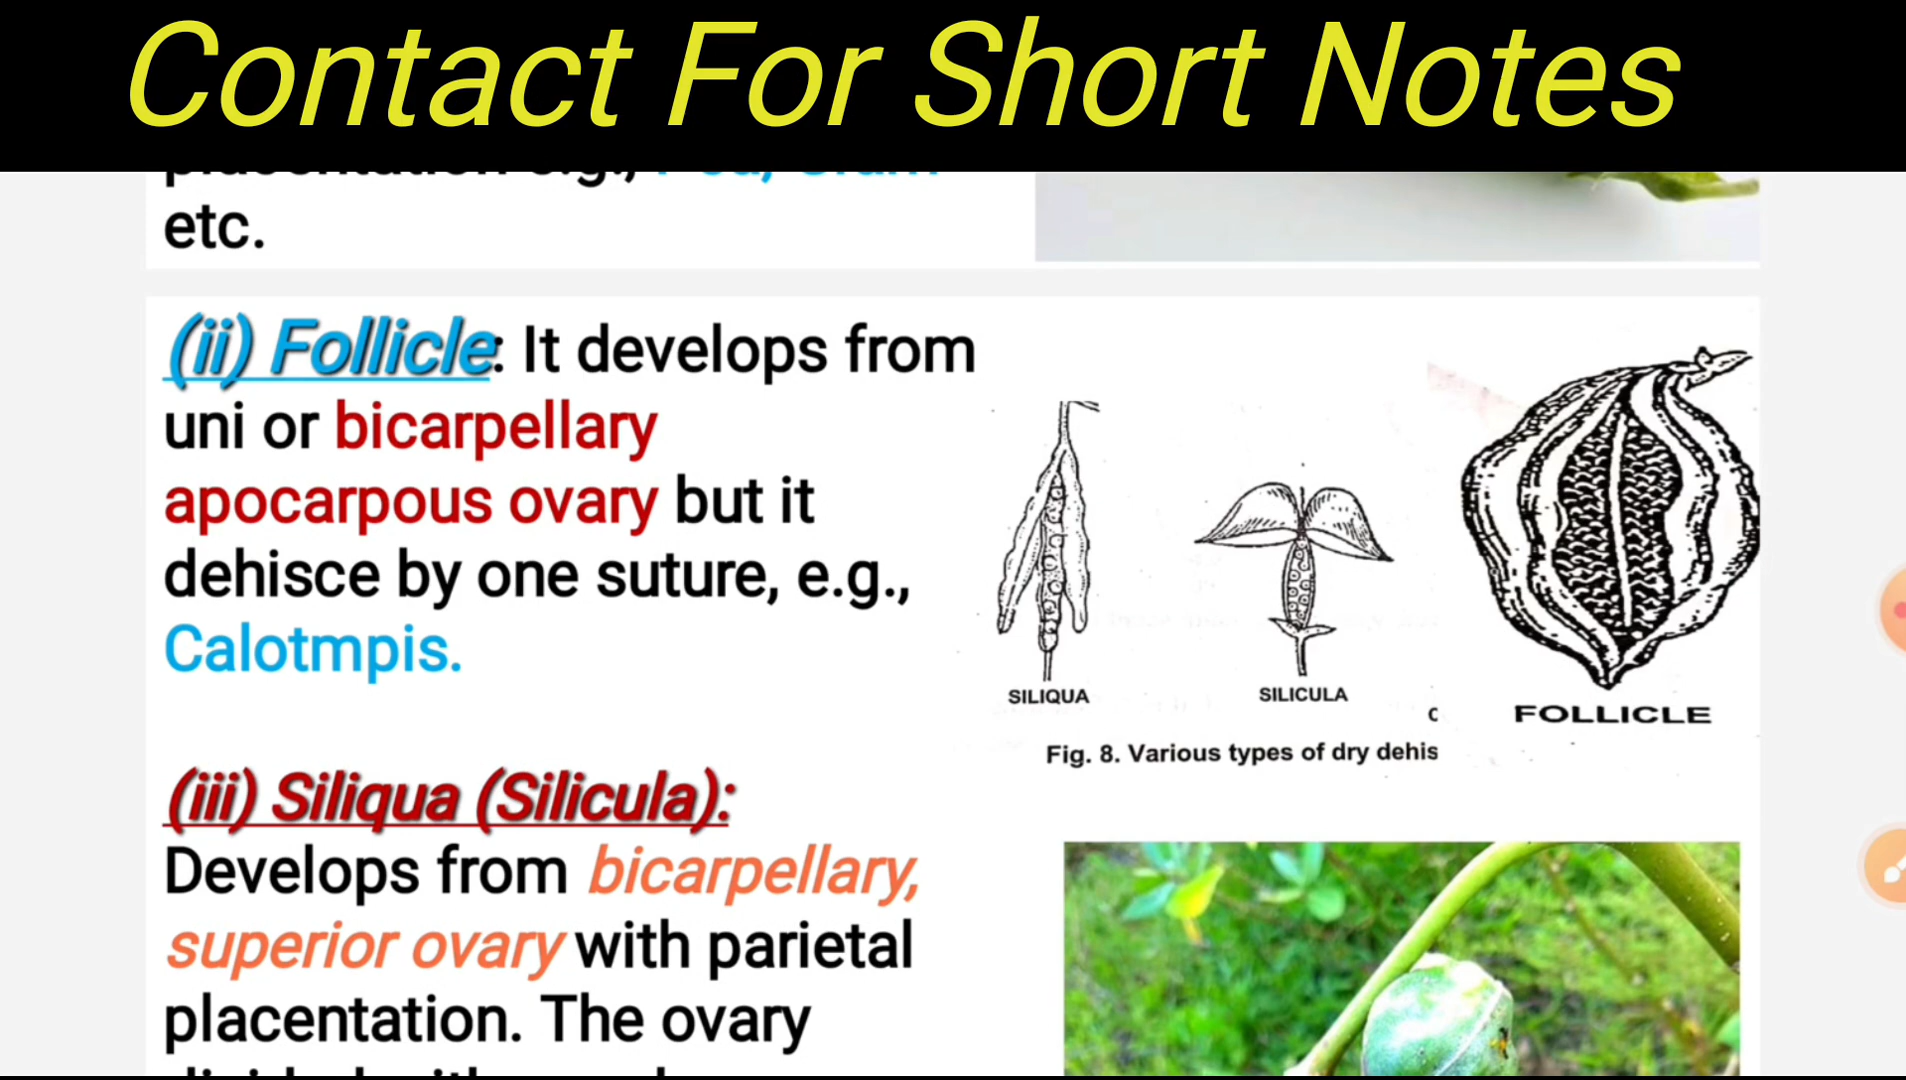 Contact For Short Notes
etc.
(ii) Follicle: It develops from
uni or bicarpellary
apocarpous ovary but it
dehisce by one suture, e.g.,
Calotmpis.
SILIQUA
SILICULA
C
FOLLICLE
Fig. 8. Various types of dry dehis
(iii) Siliqua (Silicula):
Develops from bicarpellary,
superior ovary with parietal
placentation. The ovary